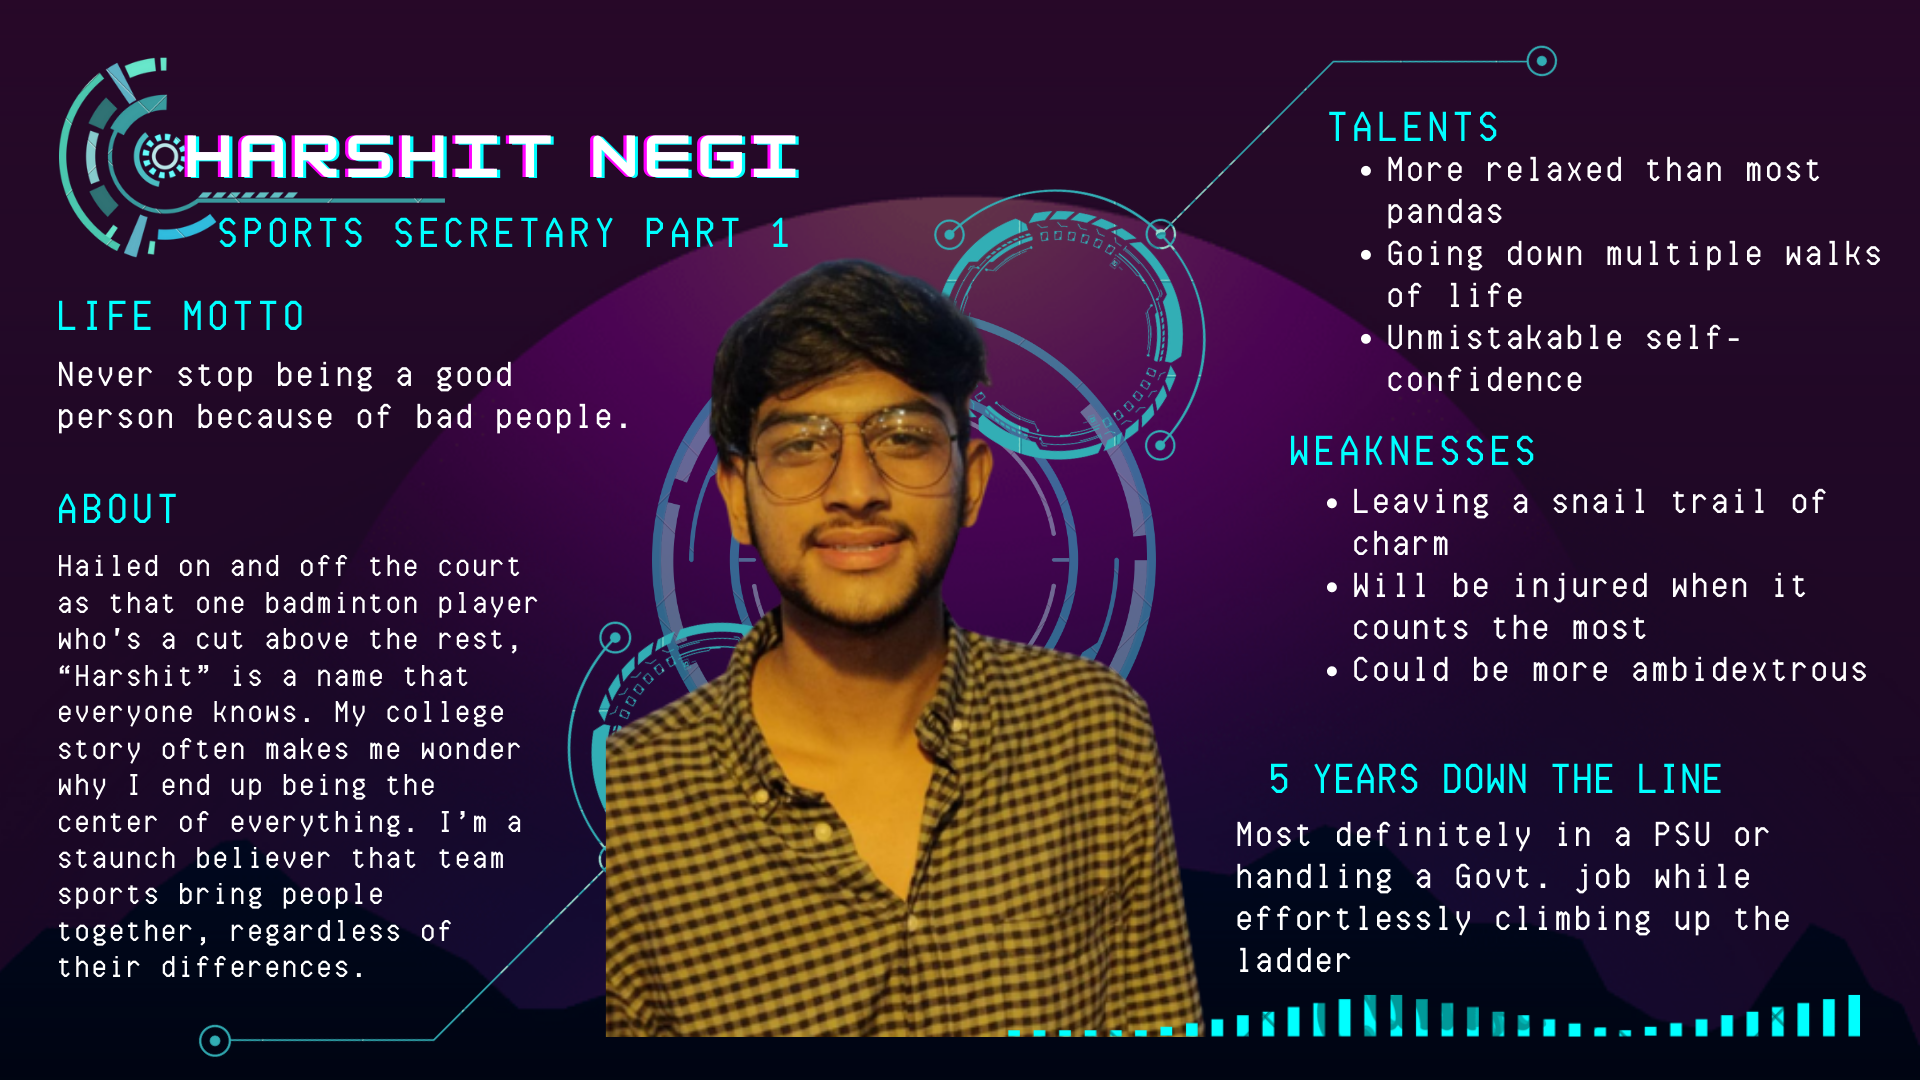 HARSHIT NEGI
SPORTS SECRETARY PART 1
LIFE MOTTO
Never stop being a good
person because of bad people.
ABOUT
Hailed on and off the court
as that one badminton player
who's a cut above the rest,
“Harshit” is a name that
everyone knows. My college
story often makes me wonder
why I end up being the
center of everything. I’m a
staunch believer that team
sports bring people
together, regardless of
their differences.
TALENTS
• More relaxed than most
pandas
• Going down multiple walks
of life
• Unmistakable self-
confidence
WEAKNESSES
• Leaving a snail trail of
charm
• Will be injured when it
counts the most
• Could be more ambidextrous
5 YEARS DOWN THE LINE
Most definitely in a PSU or
handling a Govt. job while
effortlessly climbing up the
ladder